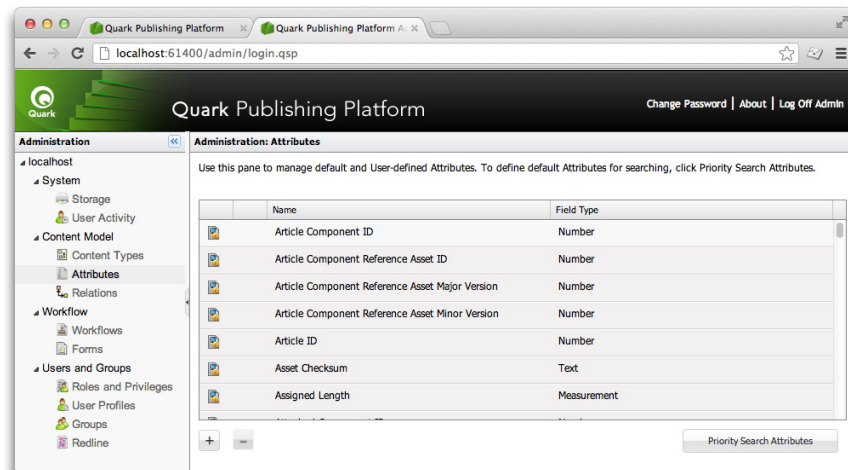 Quark Publishing Platform
Quark Publishing Platform A
localhost:61400/admin/login.qsp
Quark
Quark Publishing Platform
Change Password | About | Log Off Admin
Administration
Administration: Attributes
localhost
System
Storage
User Activity
Content Model
Content Types
Attributes
Relations
Workflow
Workflows
Forms
Users and Groups
Roles and Privileges
User Profiles
Groups
Redline
Use this pane to manage default and User-defined Attributes. To define default Attributes for searching, click Priority Search Attributes.
Name Field Type
Article Component ID Number
Article Component Reference Asset ID Number
Article Component Reference Asset Major Version Number
Article Component Reference Asset Minor Version Number
Article ID Number
Asset Checksum Text
Assigned Length Measurement
Priority Search Attributes